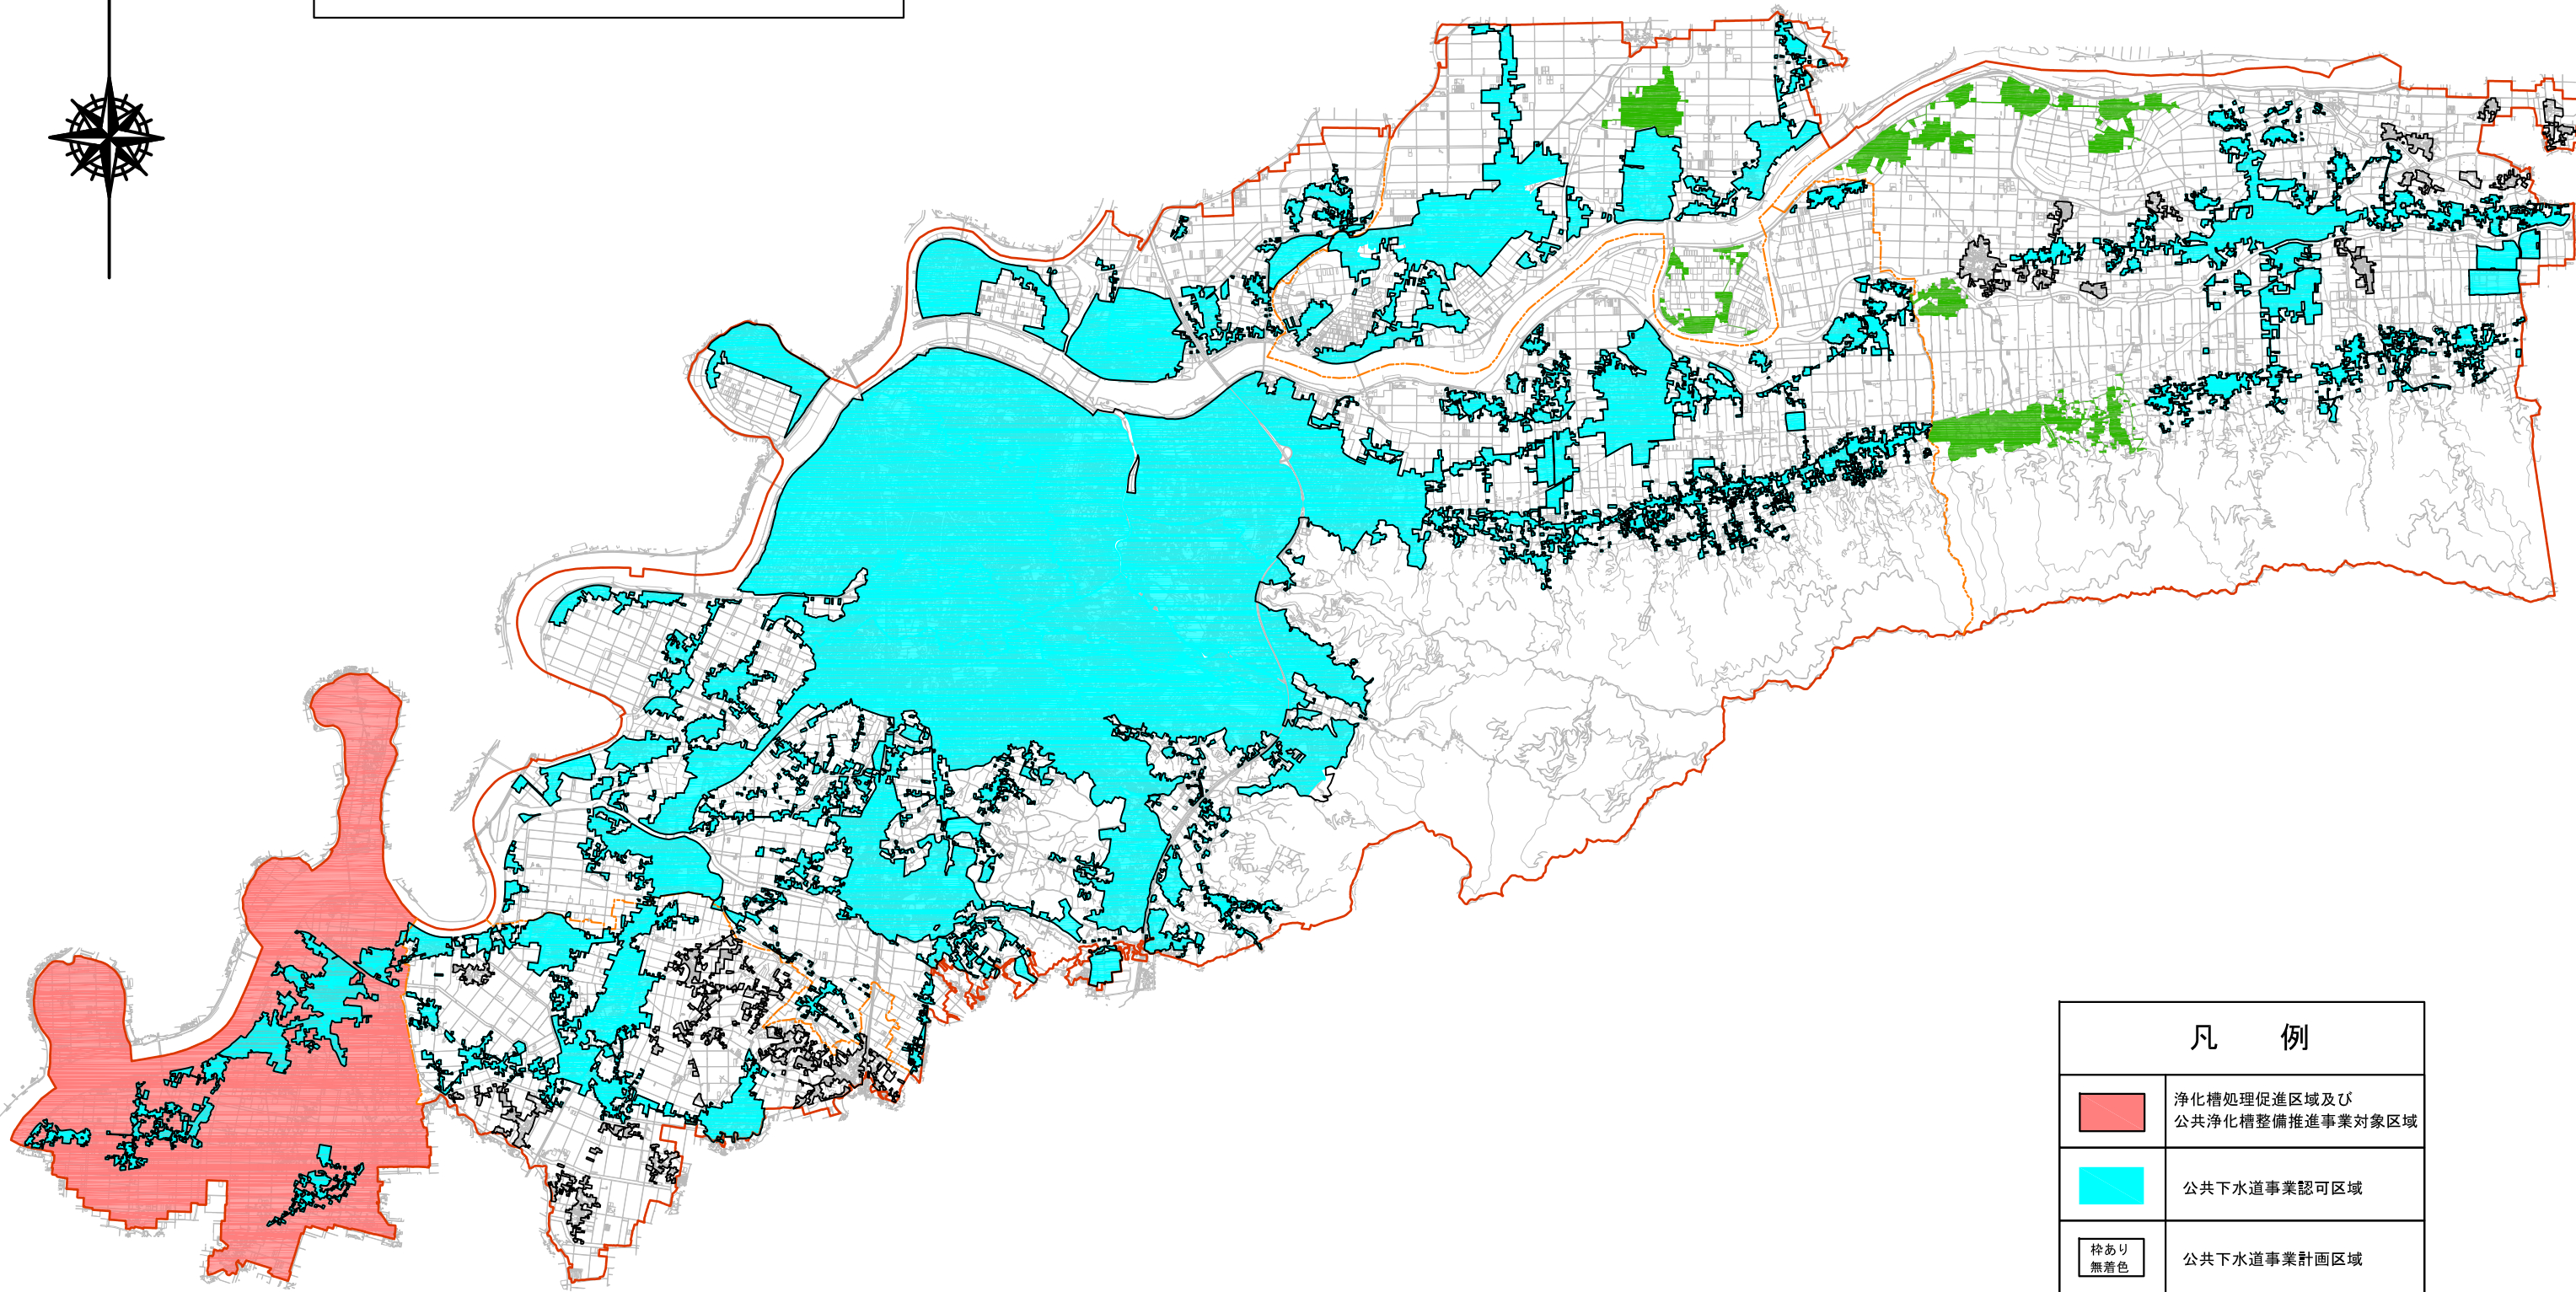 凡 例
浄化槽処理促進区域及び
公共浄化槽整備推進事業対象区域
公共下水道事業認可区域
枠あり
無着色
公共下水道事業計画区域